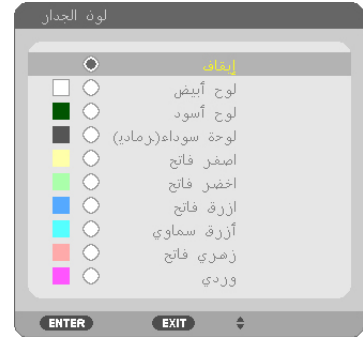 لون الجدار
إيقاف
لوح أبيض
لوح أسود
لوحة سوداء(رمادي)
اصفر فاتح
اخضر فاتح
ازرق فاتح
أزرق سماوي
زهري فاتح
وردي
ENTER EXIT